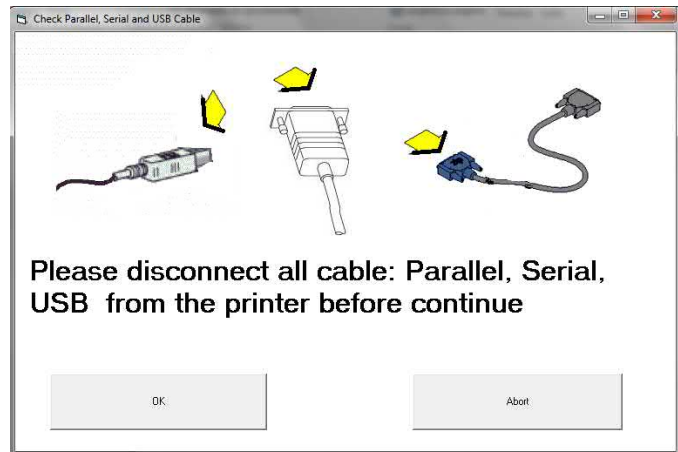 Check Parallel, Serial and USB Cable
Please disconnect all cable: Parallel, Serial,
USB from the printer before continue
OK
Abort